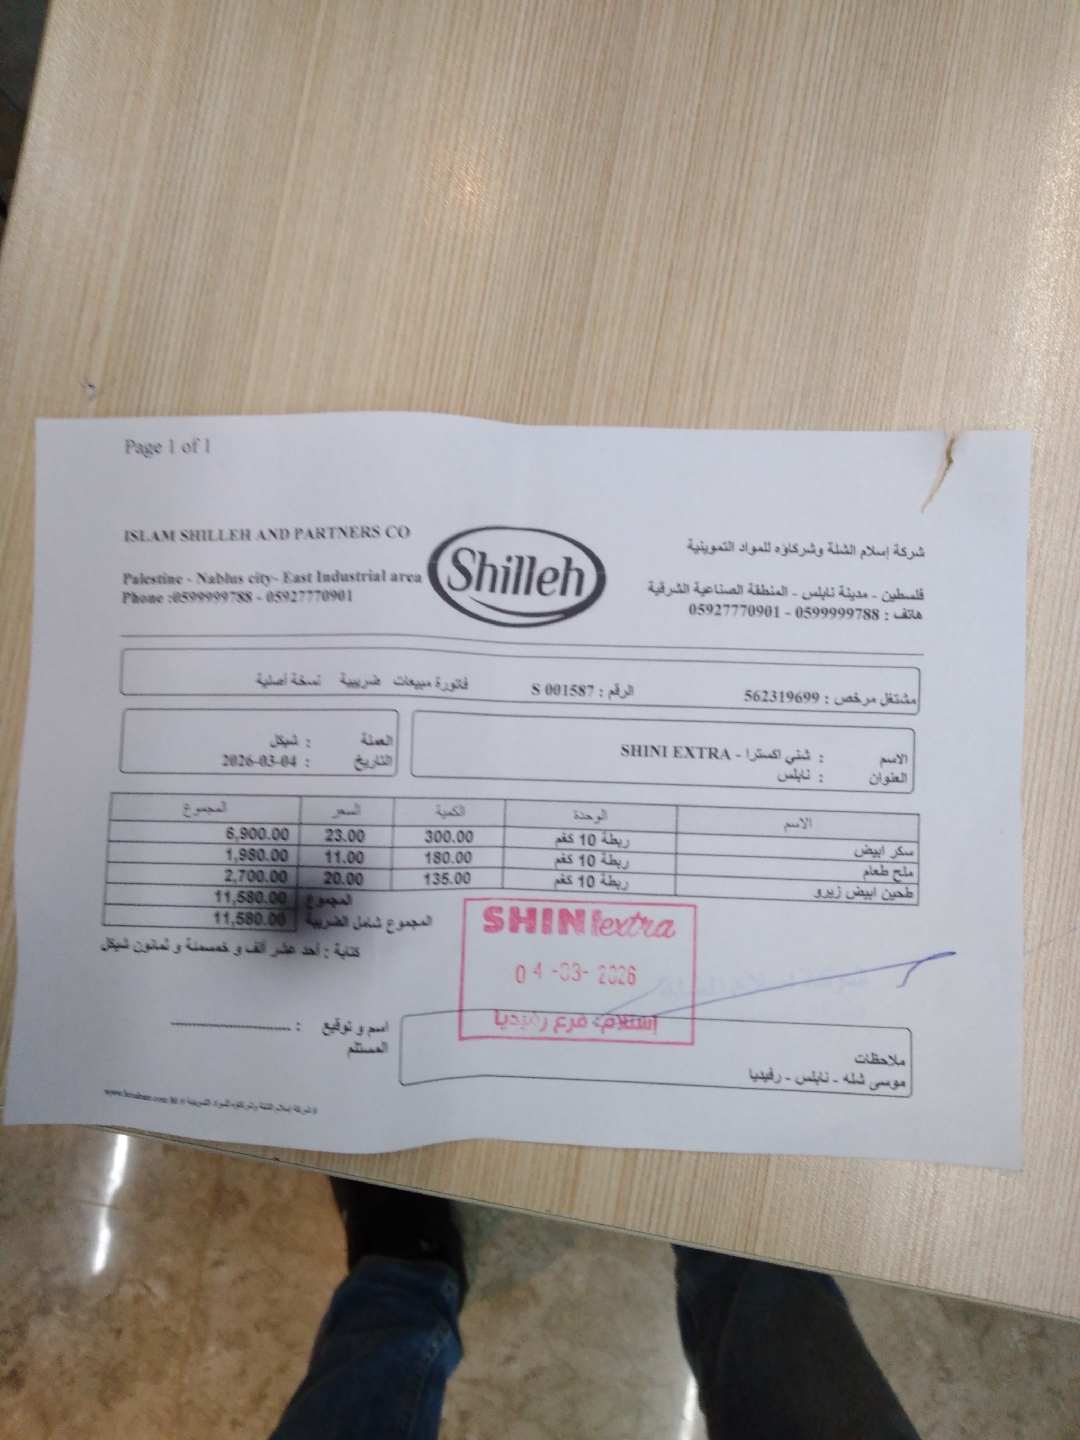 Page 1 of 1
ISLAM SHILLEH AND PARTNERS CO
Palestine - Nablus city- East Industrial area
Phone :0599999788 - 05927770901
Shilleh
شركة إسلام الشلة وشركاؤه للمواد التموينية
فلسطين - مدينة نابلس - المنطقة الصناعية الشرقية
هاتف : 0599999788 - 05927770901
مشتغل مرخص : 562319699 الرقم : S 001587 فاتورة مبيعات ضريبية نسخة أصلية
الاسم : شني اكسترا - SHINI EXTRA
العنوان : نابلس
العملة : شيكل
التاريخ : 2026-03-04
الاسم الوحدة الكمية السعر المجموع
سكر ابيض ربطة 10 كغم 300.00 23.00 6,900.00
ملح طعام ربطة 10 كغم 180.00 11.00 1,980.00
طحين ابيض زيرو ربطة 10 كغم 135.00 20.00 2,700.00
المجموع 11,580.00
المجموع شامل الضريبة 11,580.00
كتابة : أحد عشر ألف و خمسمئة و ثمانون شيكل
SHINI extra
04-03-2026
إستلام فرع رفيديا
اسم و توقيع المستلم : ..............................
ملاحظات
موسى شله - نابلس - رفيديا